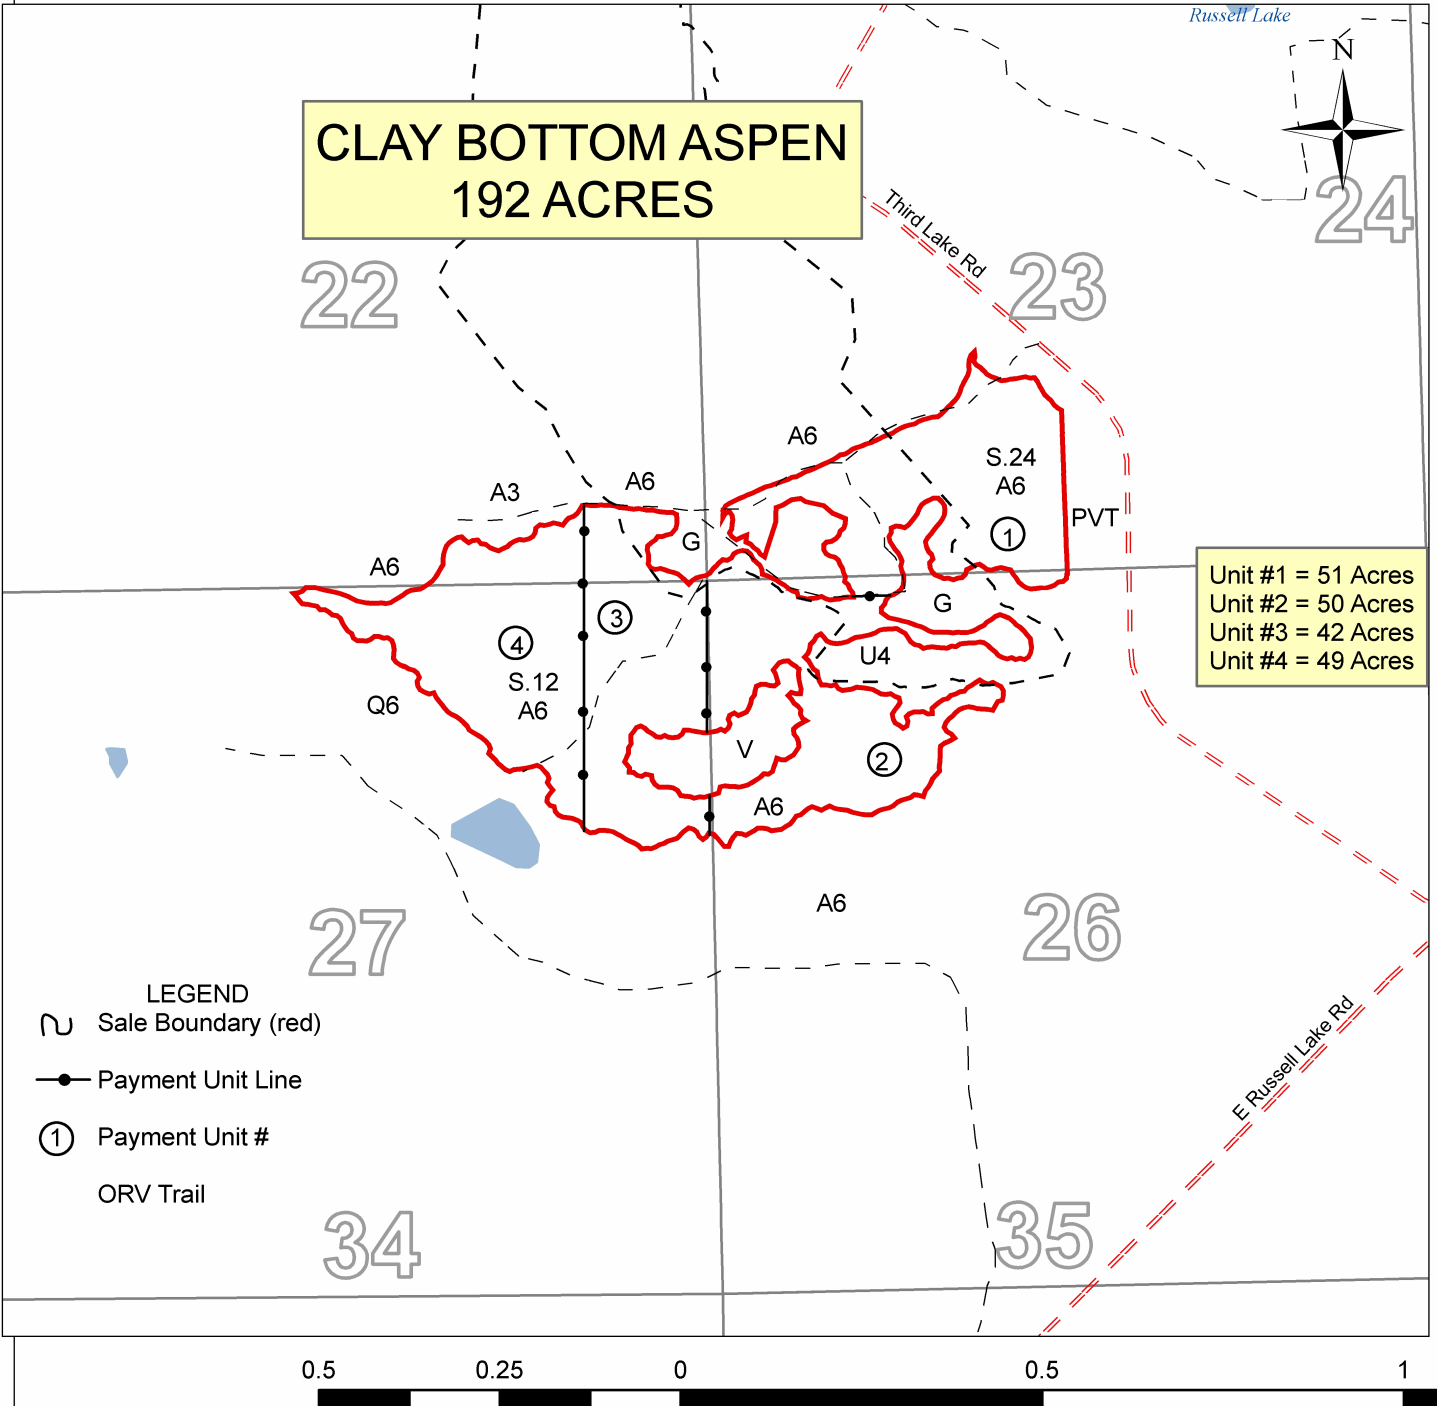 Russell Lake
N
CLAY BOTTOM ASPEN
192 ACRES
24
Third Lake Rd
22
23
A6
S.24
A6
A6
A3
PVT
1
G
A6
Unit #1 = 51 Acres
Unit #2 = 50 Acres
Unit #3 = 42 Acres
Unit #4 = 49 Acres
G
3
4
U4
S.12
A6
Q6
V
2
A6
A6
27
26
LEGEND
Sale Boundary (red)
Payment Unit Line
1 Payment Unit #
ORV Trail
E Russell Lake Rd
34
35
0.5 0.25 0 0.5 1